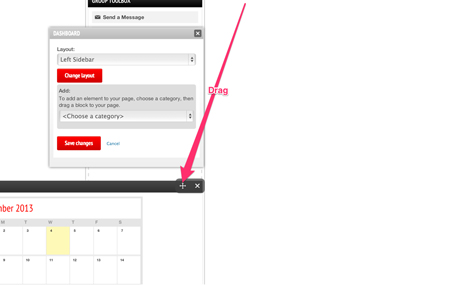 GROUP TOOLBOX
Send a Message
DASHBOARD
Layout:
Left Sidebar
Change layout
Drag
Add:
To add an element to your page, choose a category, then
drag a block to your page.
<Choose a category>
Save changes
Cancel
mber 2013
M T W T F S
2 3 4 5 6 7
9 10 11 12 13 14